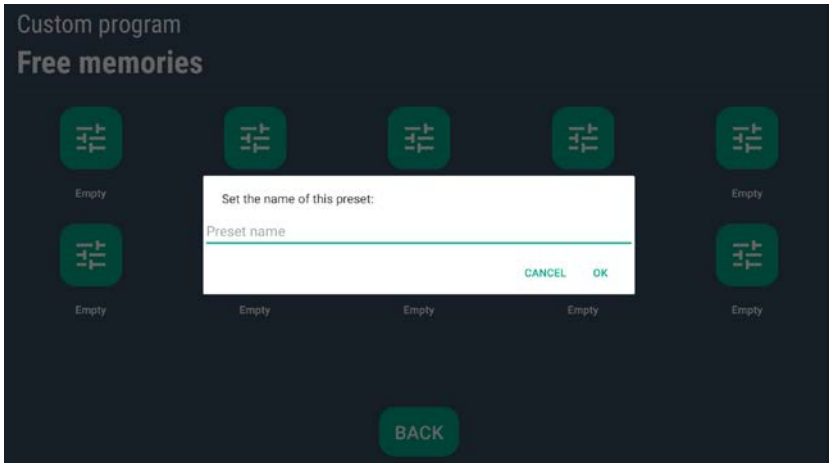 Custom program
Free memories
Empty
Empty
Set the name of this preset:
Preset name
CANCEL OK
Empty Empty Empty Empty Empty
BACK